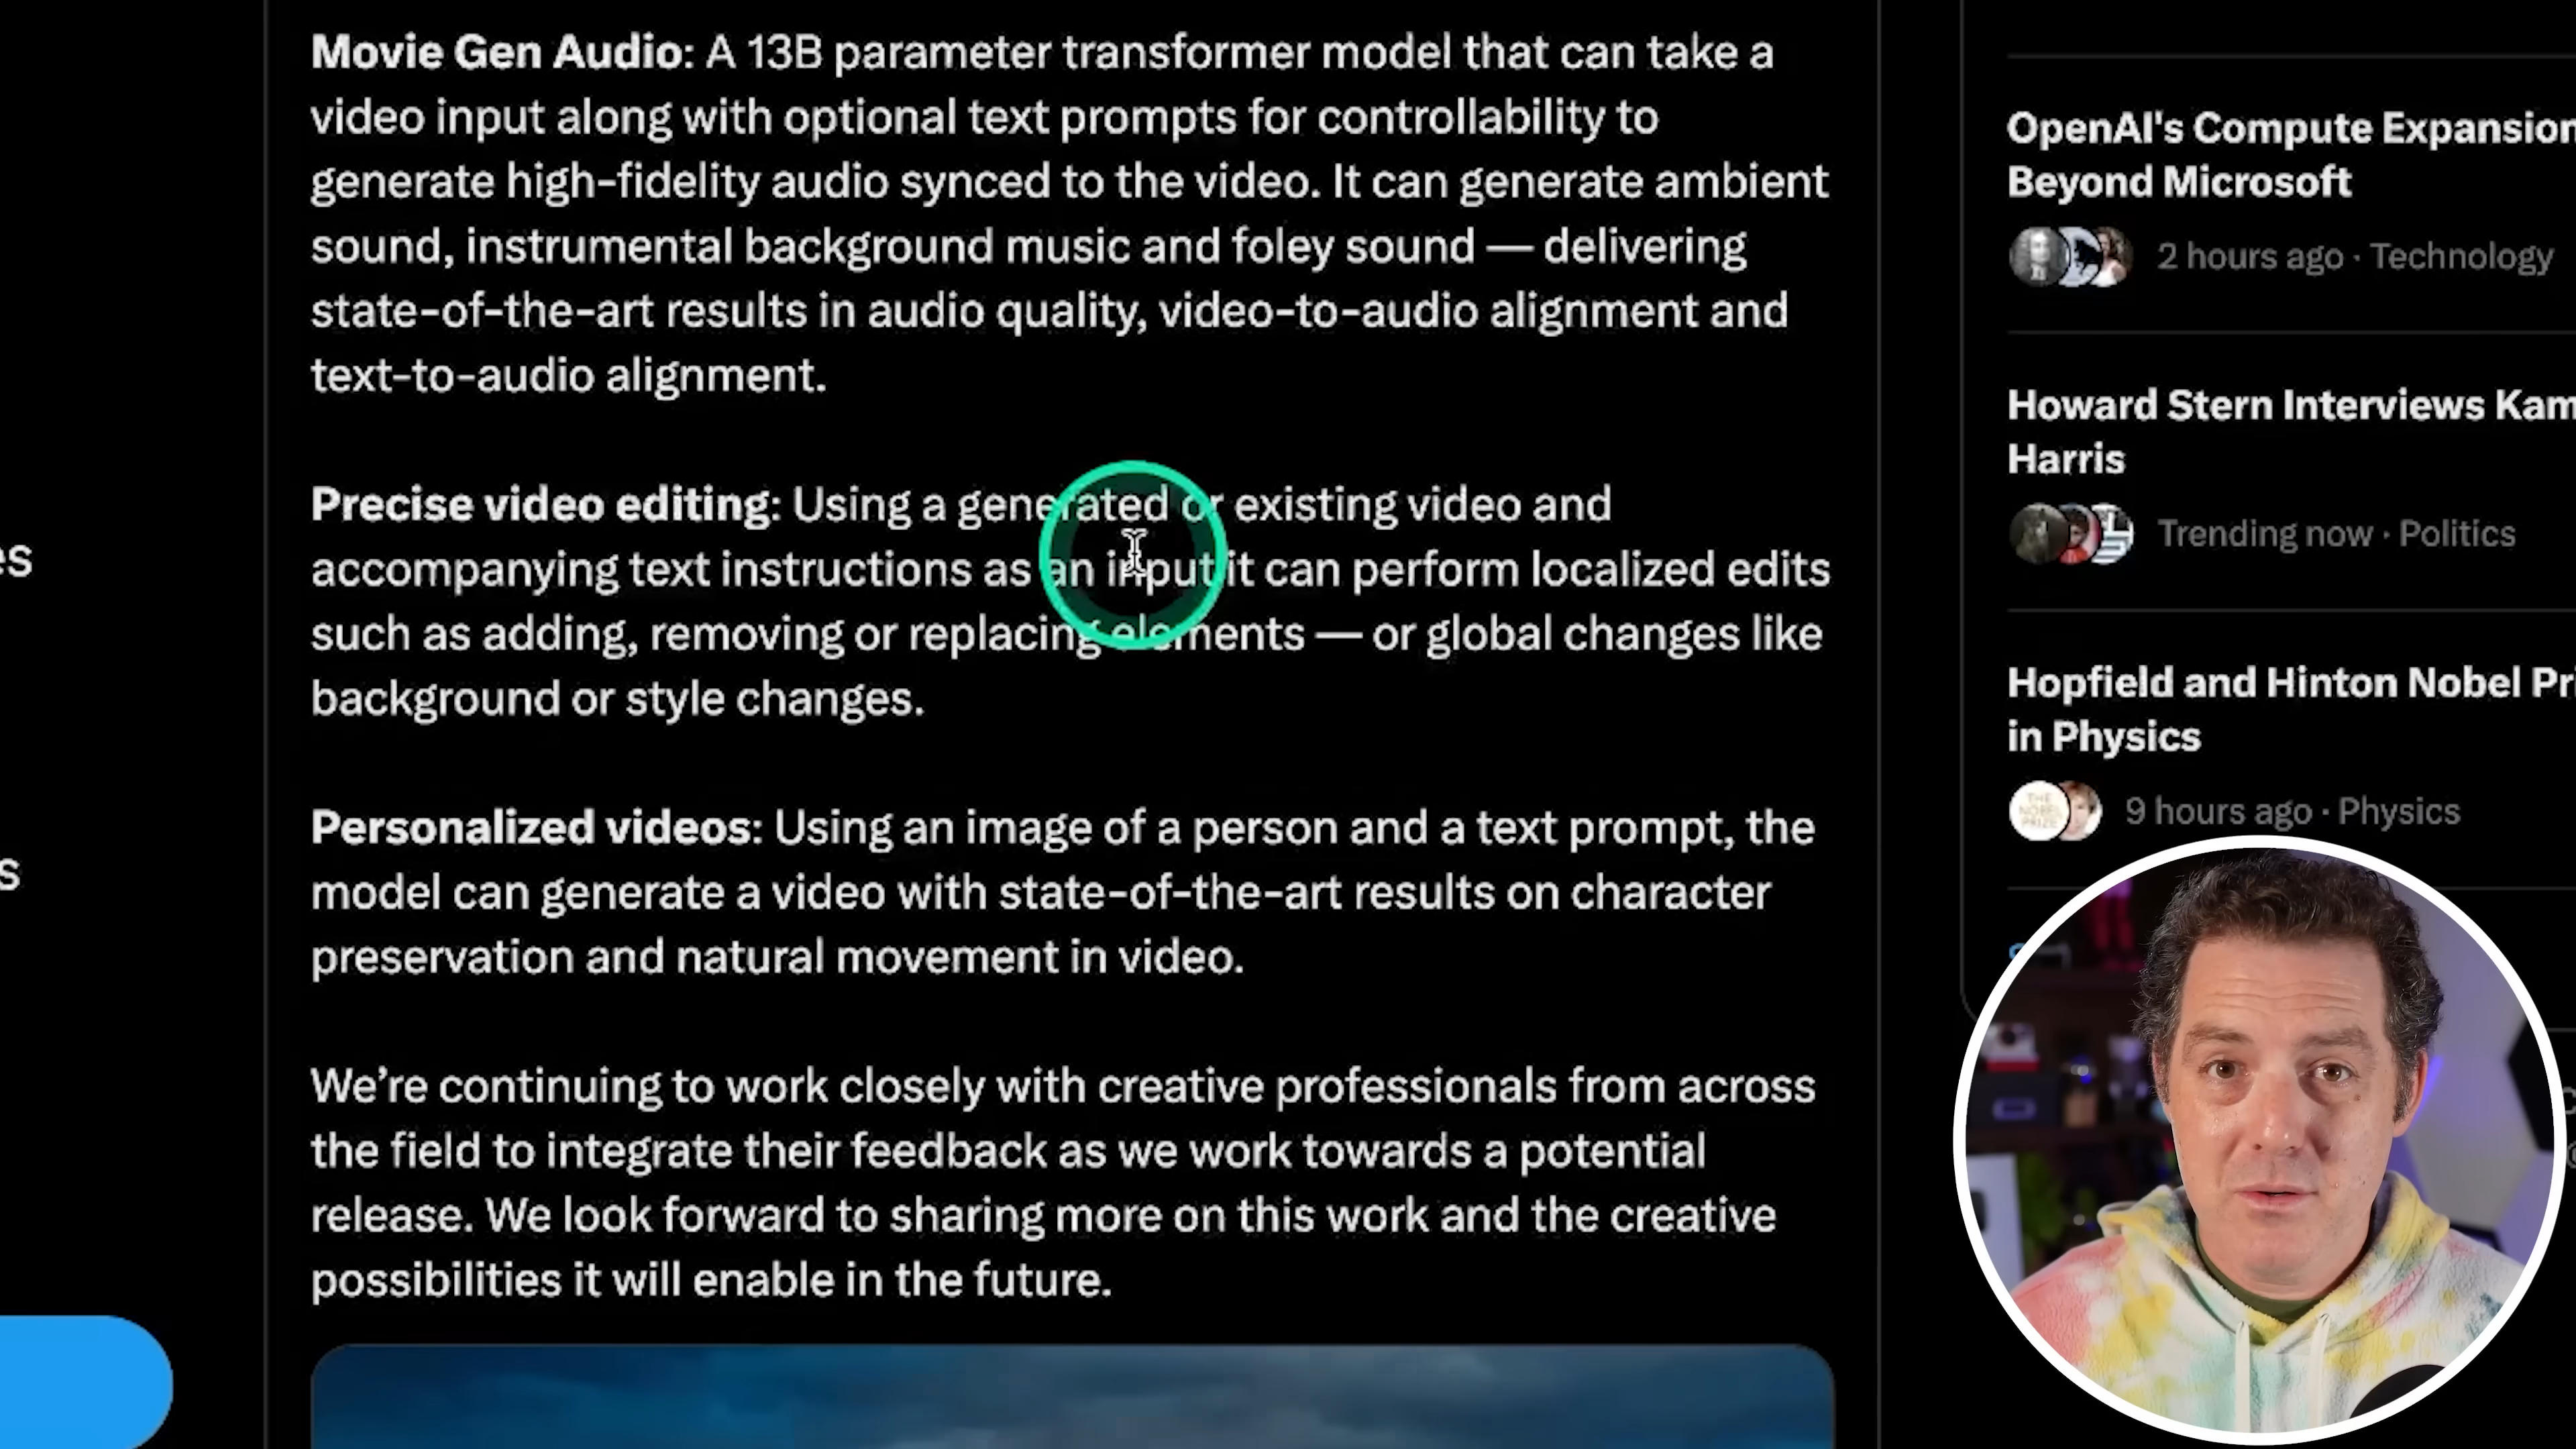 Movie Gen Audio: A 13B parameter transformer model that can take a
video input along with optional text prompts for controllability to
generate high-fidelity audio synced to the video. It can generate ambient
sound, instrumental background music and foley sound — delivering
state-of-the-art results in audio quality, video-to-audio alignment and
text-to-audio alignment.
Precise video editing: Using a generated or existing video and
accompanying text instructions as an input it can perform localized edits
such as adding, removing or replacing elements — or global changes like
background or style changes.
Personalized videos: Using an image of a person and a text prompt, the
model can generate a video with state-of-the-art results on character
preservation and natural movement in video.
We're continuing to work closely with creative professionals from across
the field to integrate their feedback as we work towards a potential
release. We look forward to sharing more on this work and the creative
possibilities it will enable in the future.
es
s
OpenAI's Compute Expansion
Beyond Microsoft
2 hours ago · Technology
Howard Stern Interviews Kam
Harris
Trending now · Politics
Hopfield and Hinton Nobel Pri
in Physics
THE
NOBEL
PRIZE
9 hours ago · Physics